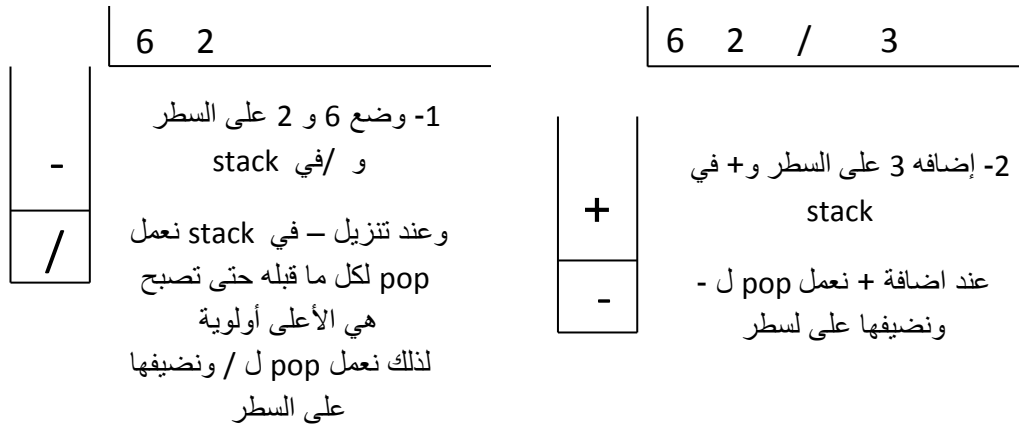 6 2
-
/
1- وضع 6 و 2 على السطر
و /في stack
وعند تنزيل – في stack نعمل
pop لكل ما قبله حتى تصبح
هي الأعلى أولوية
لذلك نعمل pop ل / ونضيفها
على السطر
6 2 / 3
+
-
2- إضافه 3 على السطر و+ في
stack
عند اضافة + نعمل pop ل -
ونضيفها على لسطر